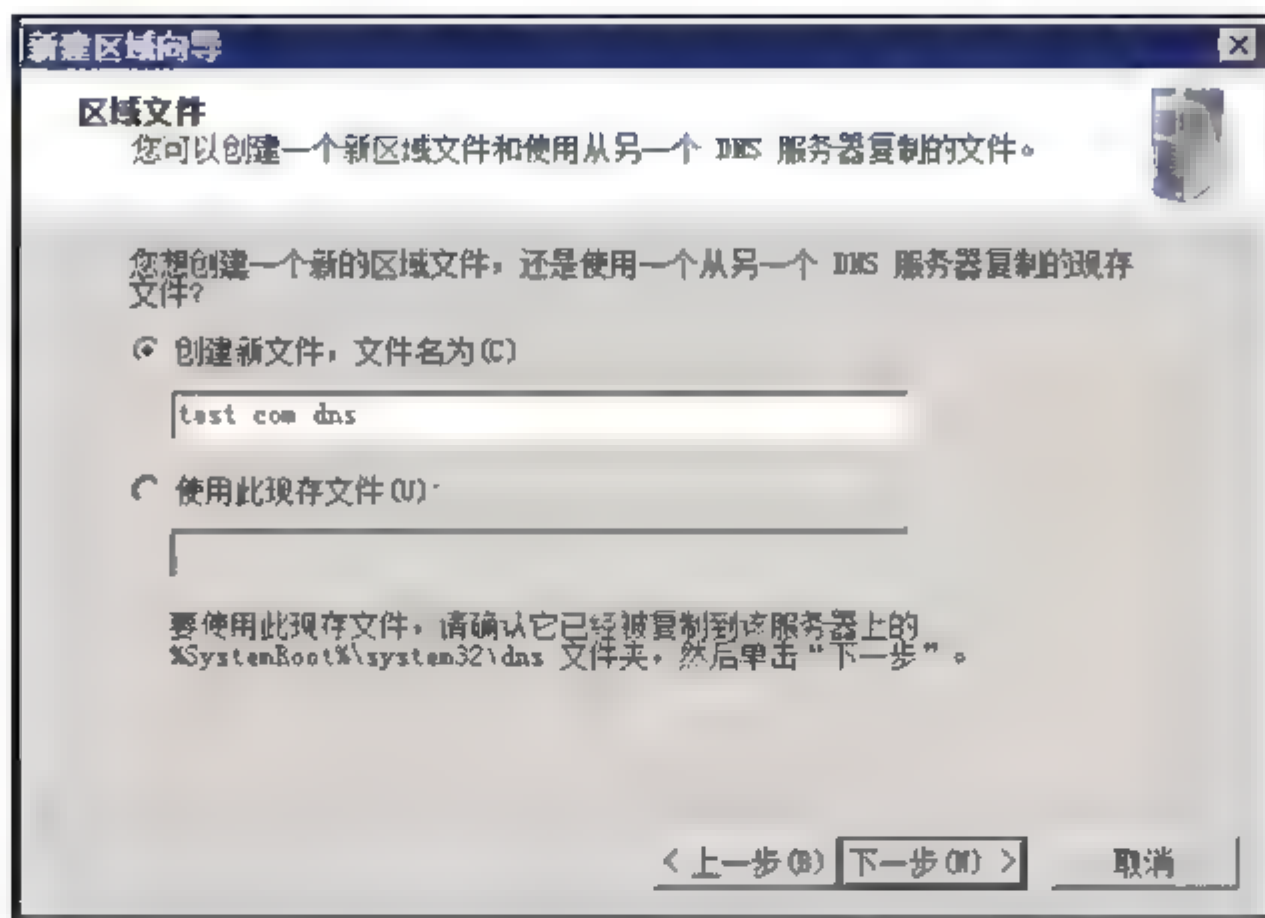 新建区域向导
区域文件
您可以创建一个新区域文件和使用从另一个 DNS 服务器复制的文件。
您想创建一个新的区域文件，还是使用一个从另一个 DNS 服务器复制的现存
文件？
创建新文件，文件名为(C)
test com dns
使用此现存文件(U)
要使用此现存文件，请确认它已经被复制到该服务器上的
%SystemRoot%\system32\dns 文件夹，然后单击“下一步”。
< 上一步(B) 下一步(N) > 取消